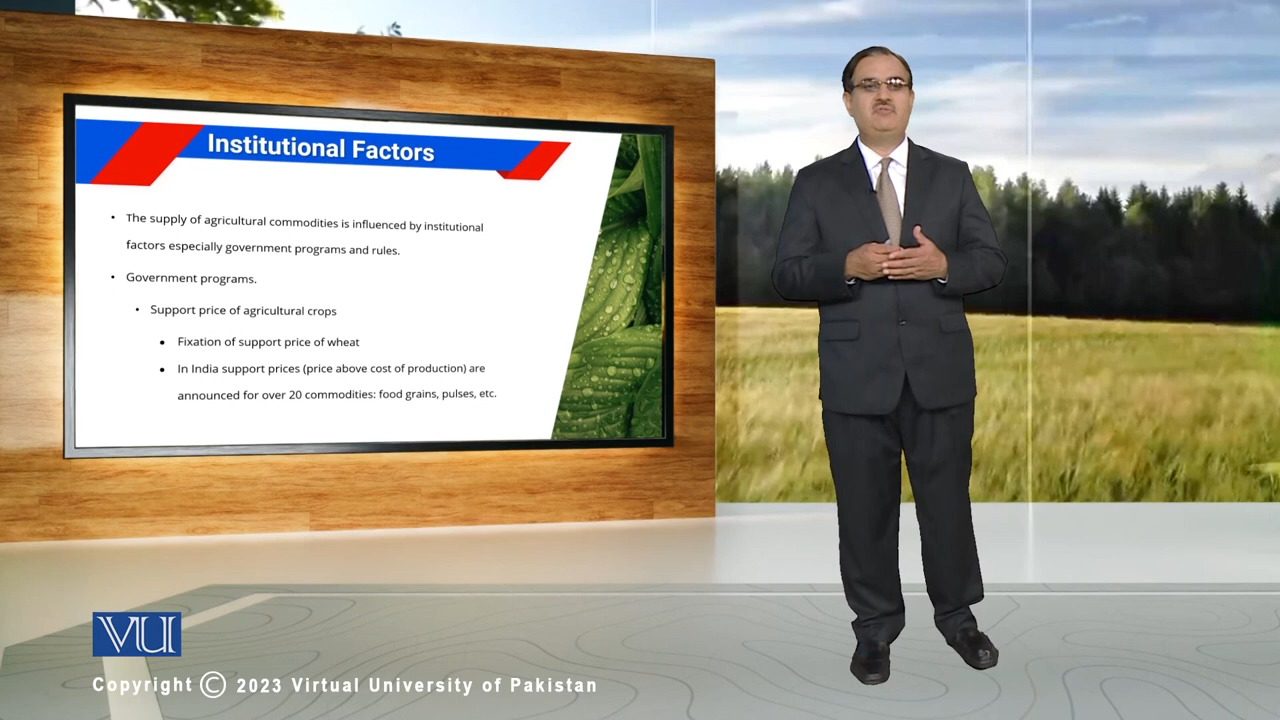 Institutional Factors
• The supply of agricultural commodities is influenced by institutional
factors especially government programs and rules.
• Government programs.
• Support price of agricultural crops
• Fixation of support price of wheat
• In India support prices (price above cost of production) are
announced for over 20 commodities: food grains, pulses, etc.
VU
Copyright © 2023 Virtual University of Pakistan